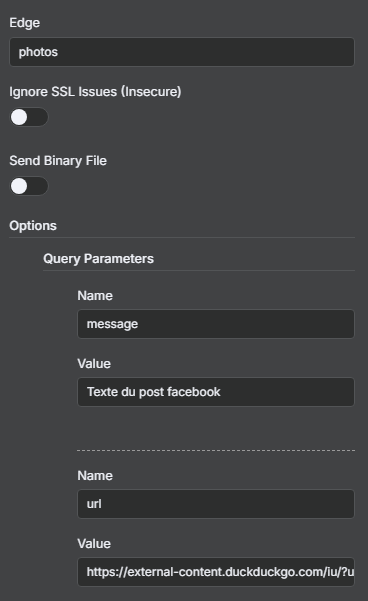 Edge
photos
Ignore SSL Issues (Insecure)
Send Binary File
Options
Query Parameters
Name
message
Value
Texte du post facebook
Name
url
Value
https://external-content.duckduckgo.com/iu/?u